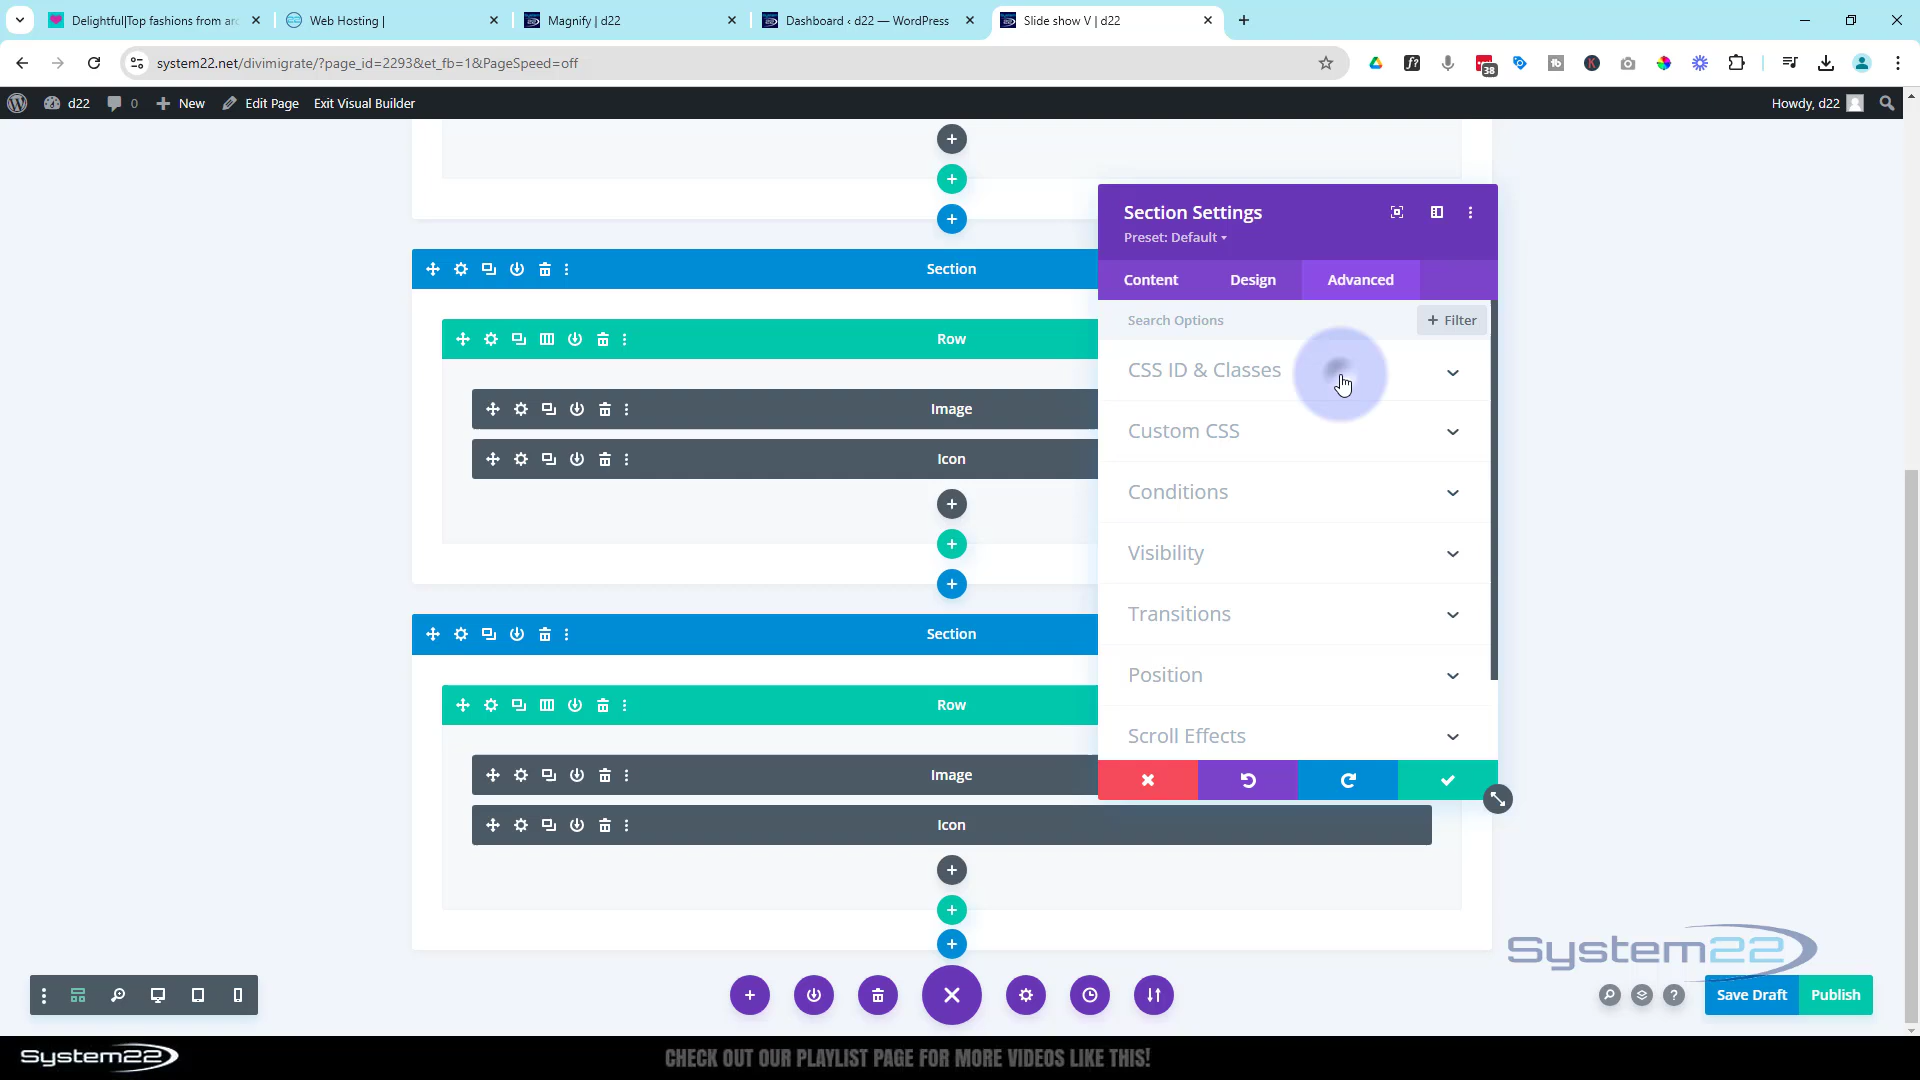 Delightful|Top fashions from aro
Web Hosting |
Magnify | d22
Dashboard ‹ d22 — WordPress
Slide show V | d22
system22.net/divimigrate/?page_id=2293&et_fb=1&PageSpeed=off
f?
38
K
d22
0
New
Edit Page
Exit Visual Builder
Howdy, d22
Section Settings
Preset: Default
Content
Design
Advanced
Search Options
+ Filter
CSS ID & Classes
Custom CSS
Conditions
Visibility
Transitions
Position
Scroll Effects
Section
Row
Image
Icon
Section
Row
Image
Icon
System22
?
Save Draft
Publish
System22
CHECK OUT OUR PLAYLIST PAGE FOR MORE VIDEOS LIKE THIS!